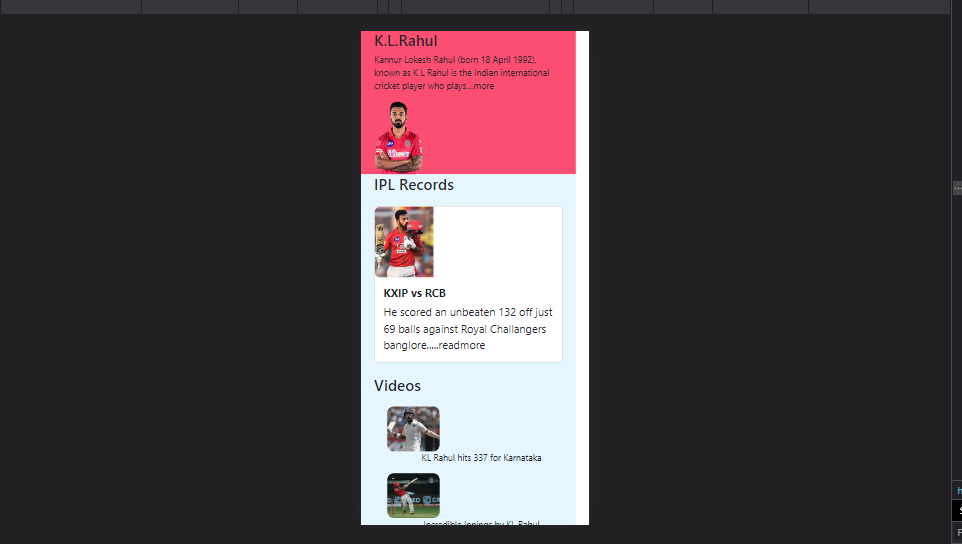 K.L.Rahul
Kannur Lokesh Rahul (born 18 April 1992),
known as K L Rahul is the Indian international
cricket player who plays....more
IPL Records
KXIP vs RCB
He scored an unbeaten 132 off just
69 balls against Royal Challangers
banglore.....readmore
Videos
KL Rahul hits 337 for Karnataka
Incredible Innings by KL Rahul